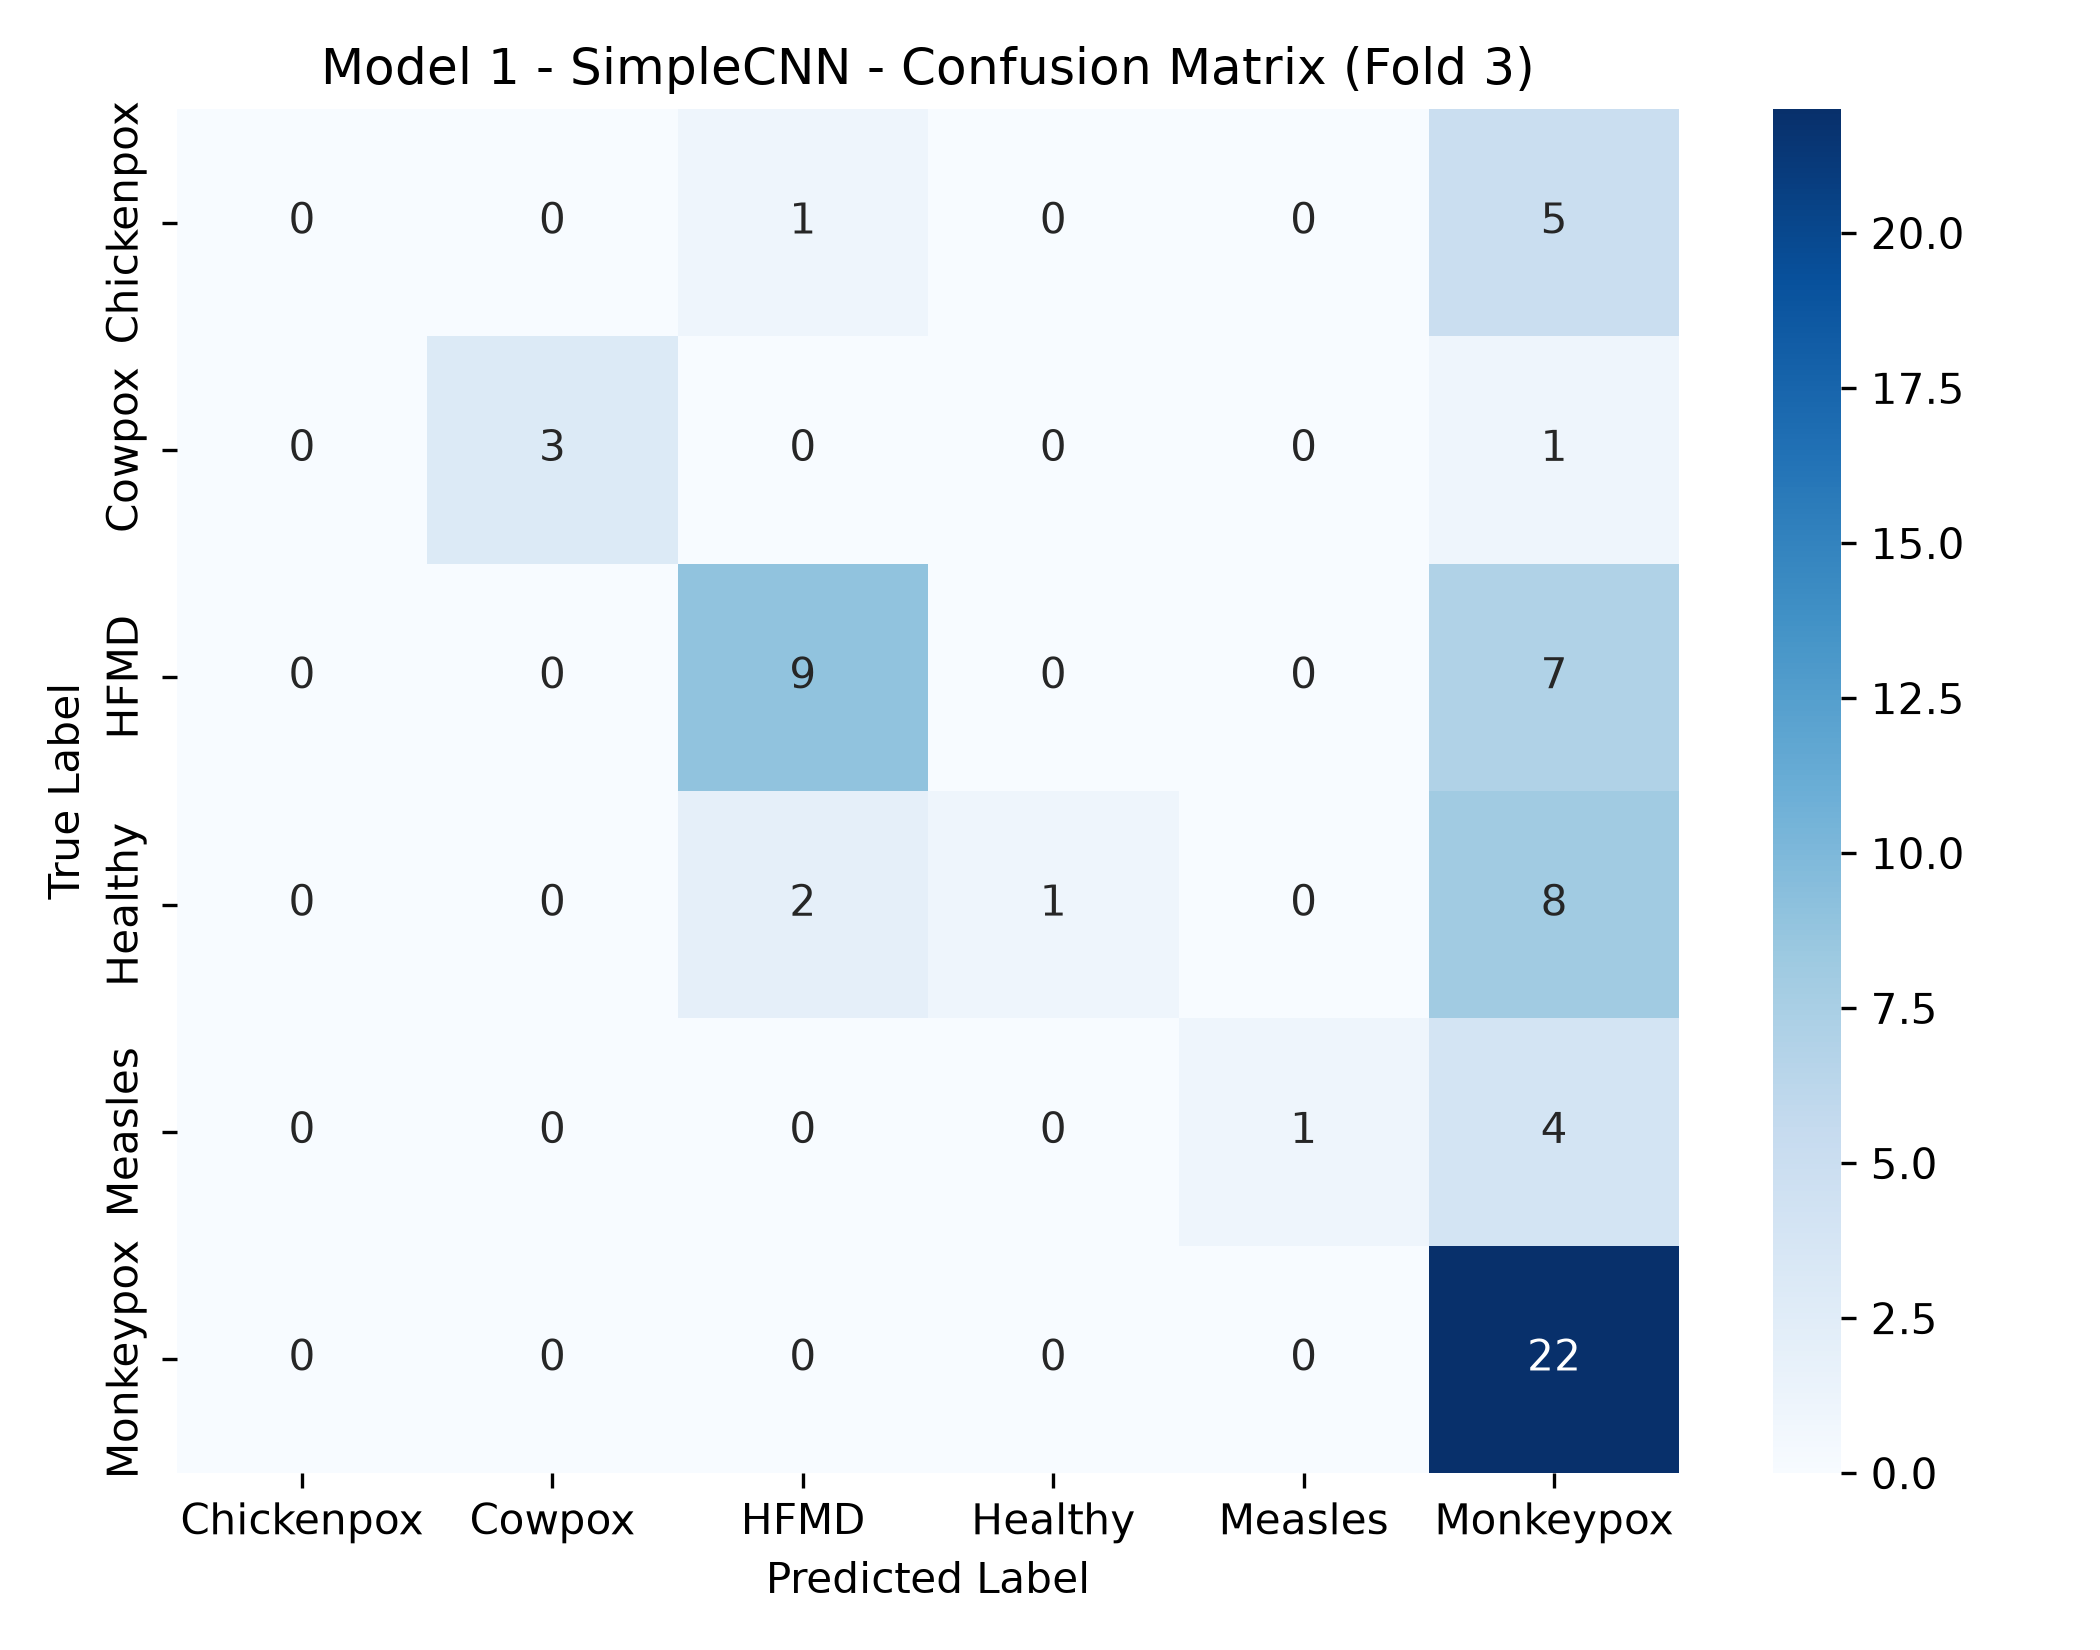 Model 1 - SimpleCNN - Confusion Matrix (Fold 3)
True Label
Chickenpox 0 0 1 0 0 5
Cowpox 0 3 0 0 0 1
HFMD 0 0 9 0 0 7
Healthy 0 0 2 1 0 8
Measles 0 0 0 0 1 4
Monkeypox 0 0 0 0 0 22
Chickenpox Cowpox HFMD Healthy Measles Monkeypox
Predicted Label
20.0
17.5
15.0
12.5
10.0
7.5
5.0
2.5
0.0